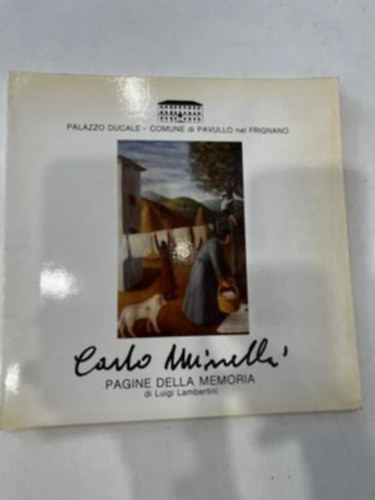 PALAZZO DUCALE - COMUNE di PAVULLO nel FRIGNANO
Carlo Minelli
PAGINE DELLA MEMORIA
di Luigi Lambertini